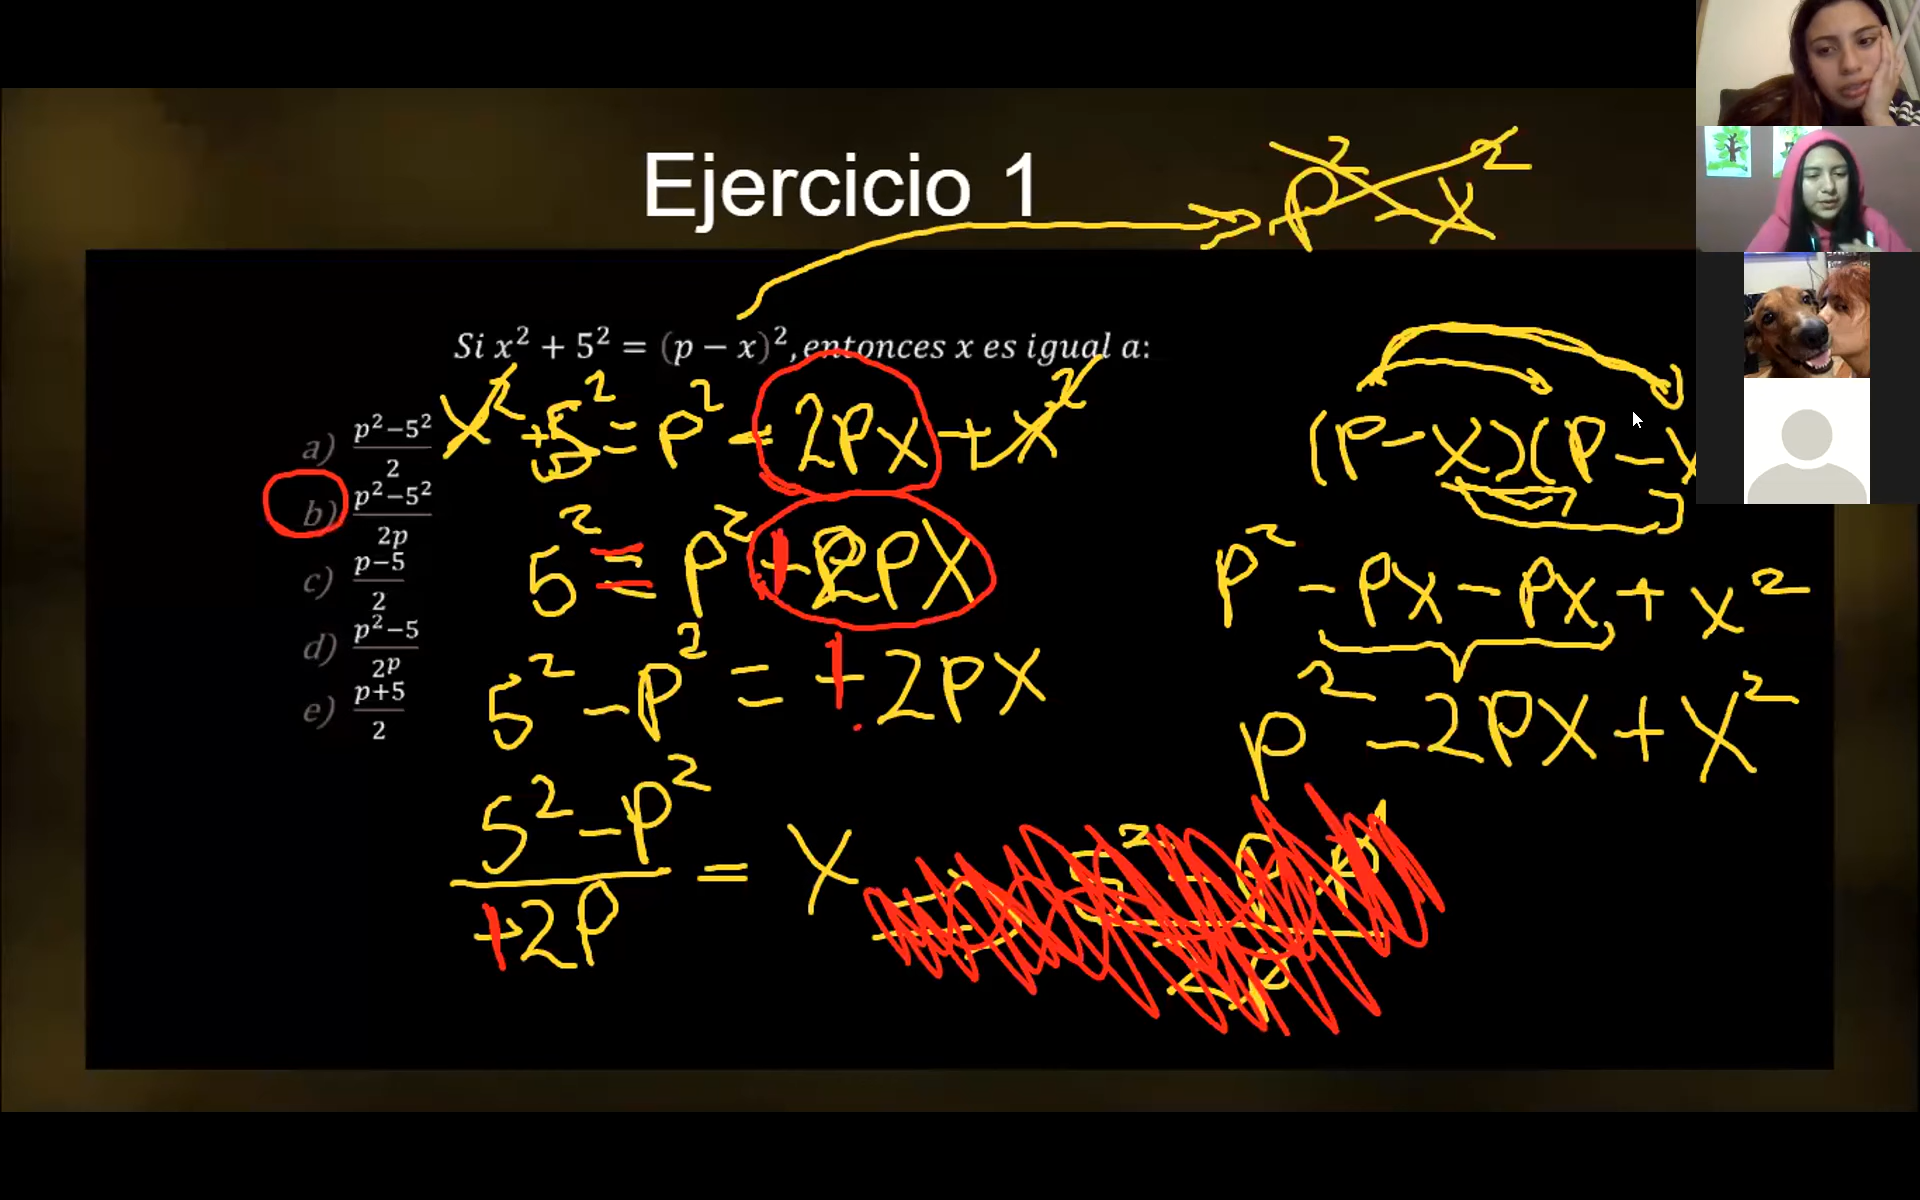 Ejercicio 1
p² - x²
Si x² + 5² = (p − x)², entonces x es igual a:
x² + 5² = p² - 2px + x²
(p - x)(p - x
a) (p²−5²)/2
b) (p²−5²)/2p
c) (p−5)/2
d) (p²−5)/2p
e) (p+5)/2
5² = p² + 2px
5² - p² = + 2px
(5² - p²)/+2p = x
p² - px - px + x²
p² - 2px + x²